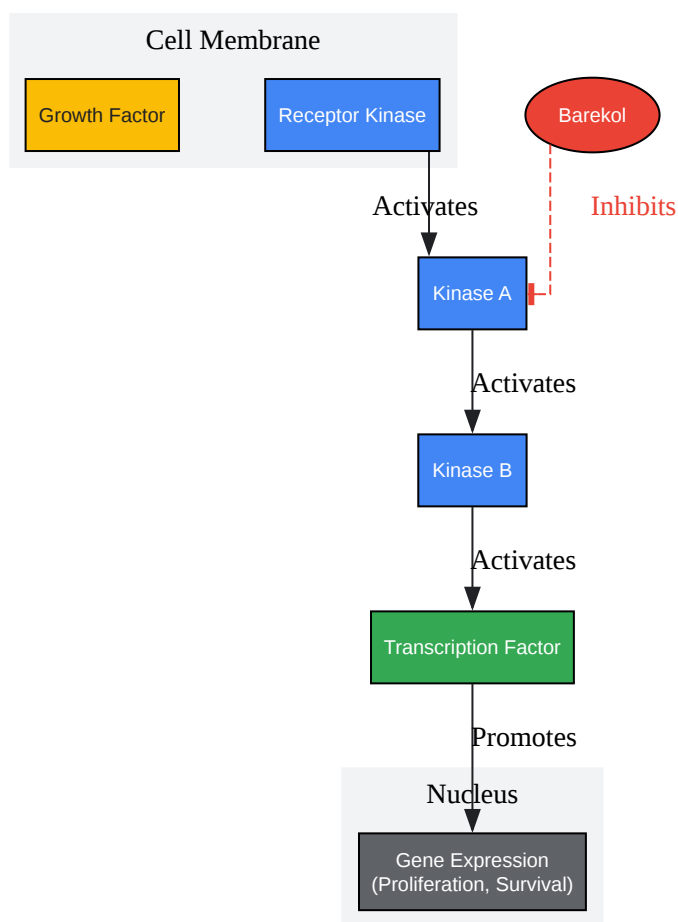 Cell Membrane
Growth Factor
Receptor Kinase
Barekol
Activates
Inhibits
Kinase A
Activates
Kinase B
Activates
Transcription Factor
Promotes
Nucleus
Gene Expression
(Proliferation, Survival)